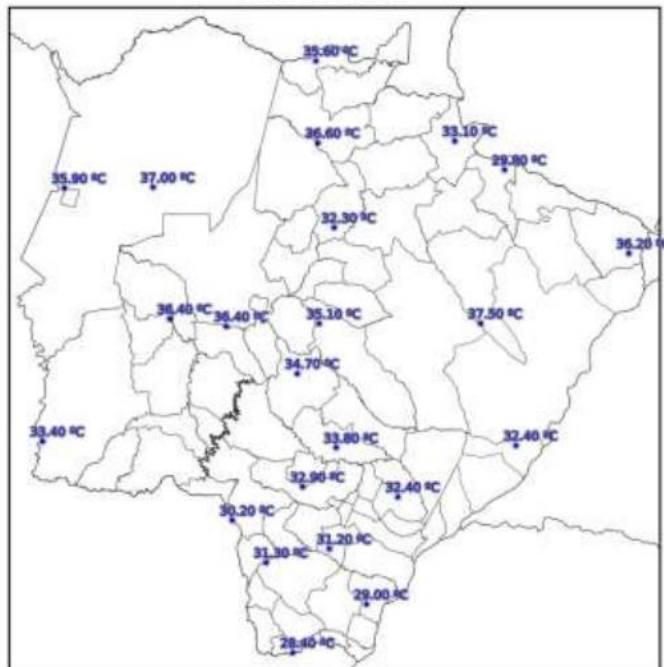 35.60 ºC
36.60 ºC
33.10 ºC
29.80 ºC
35.90 ºC
37.00 ºC
32.30 ºC
36.20 º
36.40 ºC
36.40 ºC
35.10 ºC
37.50 ºC
34.70 ºC
33.40 ºC
33.80 ºC
32.40 ºC
32.90 ºC
32.40 ºC
30.20 ºC
31.20 ºC
31.30 ºC
29.00 ºC
28.40 ºC